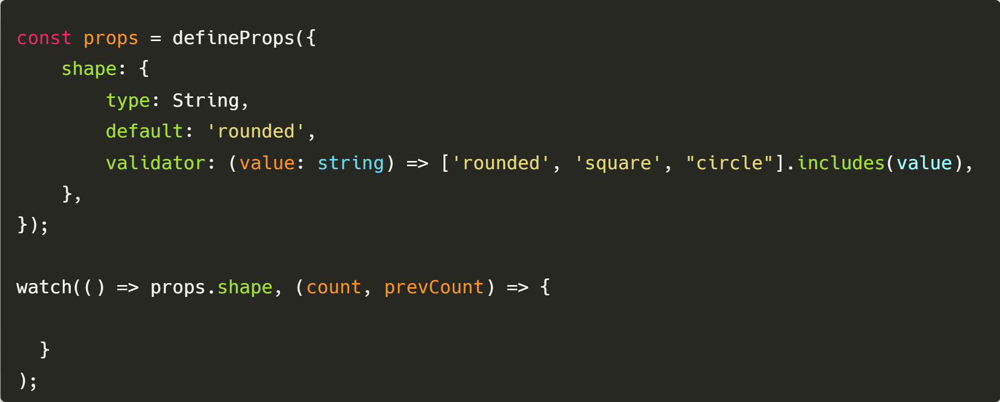 const props = defineProps({
    shape: {
        type: String,
        default: 'rounded',
        validator: (value: string) => ['rounded', 'square', "circle"].includes(value),
    },
});

watch(() => props.shape, (count, prevCount) => {

  }
);